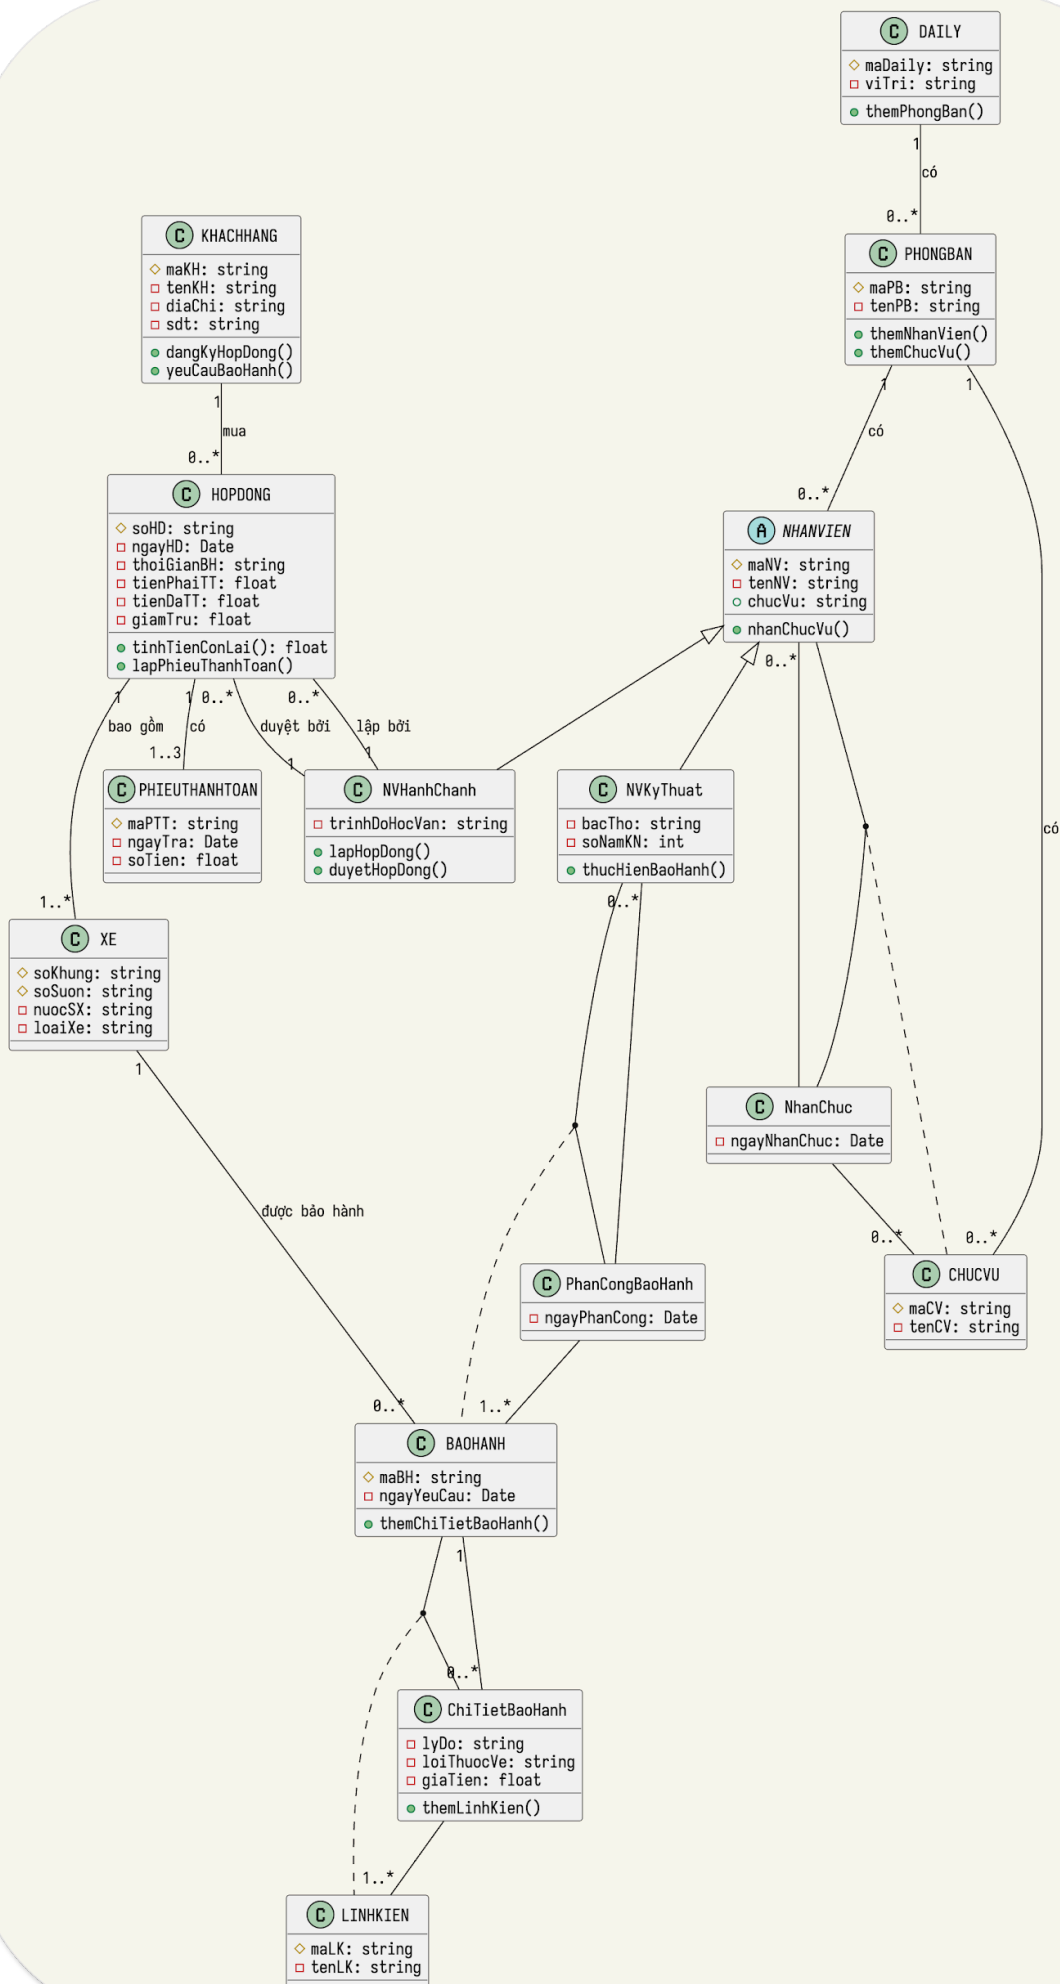 C DAILY
maDaily: string
viTri: string
themPhongBan()
1
có
0..*
C PHONGBAN
maPB: string
tenPB: string
themNhanVien()
themChucVu()
1
1
có
0..*
có
C KHACHHANG
maKH: string
tenKH: string
diaChi: string
sdt: string
dangKyHopDong()
yeuCauBaoHanh()
1
mua
0..*
C HOPDONG
soHD: string
ngayHD: Date
thoiGianBH: string
tienPhaiTT: float
tienDaTT: float
giamTru: float
tinhTienConLai(): float
lapPhieuThanhToan()
A NHANVIEN
maNV: string
tenNV: string
chucVu: string
nhanChucVu()
0..*
1
1
0..*
0..*
bao gồm
có
duyệt bởi
lập bởi
1..3
1
1
C PHIEUTHANHTOAN
maPTT: string
ngayTra: Date
soTien: float
C NVHanhChanh
trinhDoHocVan: string
lapHopDong()
duyetHopDong()
C NVKyThuat
bacTho: string
soNamKN: int
thucHienBaoHanh()
0..*
1..*
C XE
soKhung: string
soSuon: string
nuocSX: string
loaiXe: string
1
được bảo hành
C NhanChuc
ngayNhanChuc: Date
0..*
0..*
C CHUCVU
maCV: string
tenCV: string
C PhanCongBaoHanh
ngayPhanCong: Date
0..*
1..*
C BAOHANH
maBH: string
ngayYeuCau: Date
themChiTietBaoHanh()
1
0..*
C ChiTietBaoHanh
lyDo: string
loiThuocVe: string
giaTien: float
themLinhKien()
1..*
C LINHKIEN
maLK: string
tenLK: string